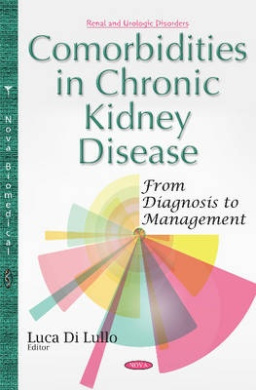 Renal and Urologic Disorders
Comorbidities
in Chronic
Kidney
Disease
From
Diagnosis to
Management
Nova Biomedical
Luca Di Lullo
Editor
NOVA